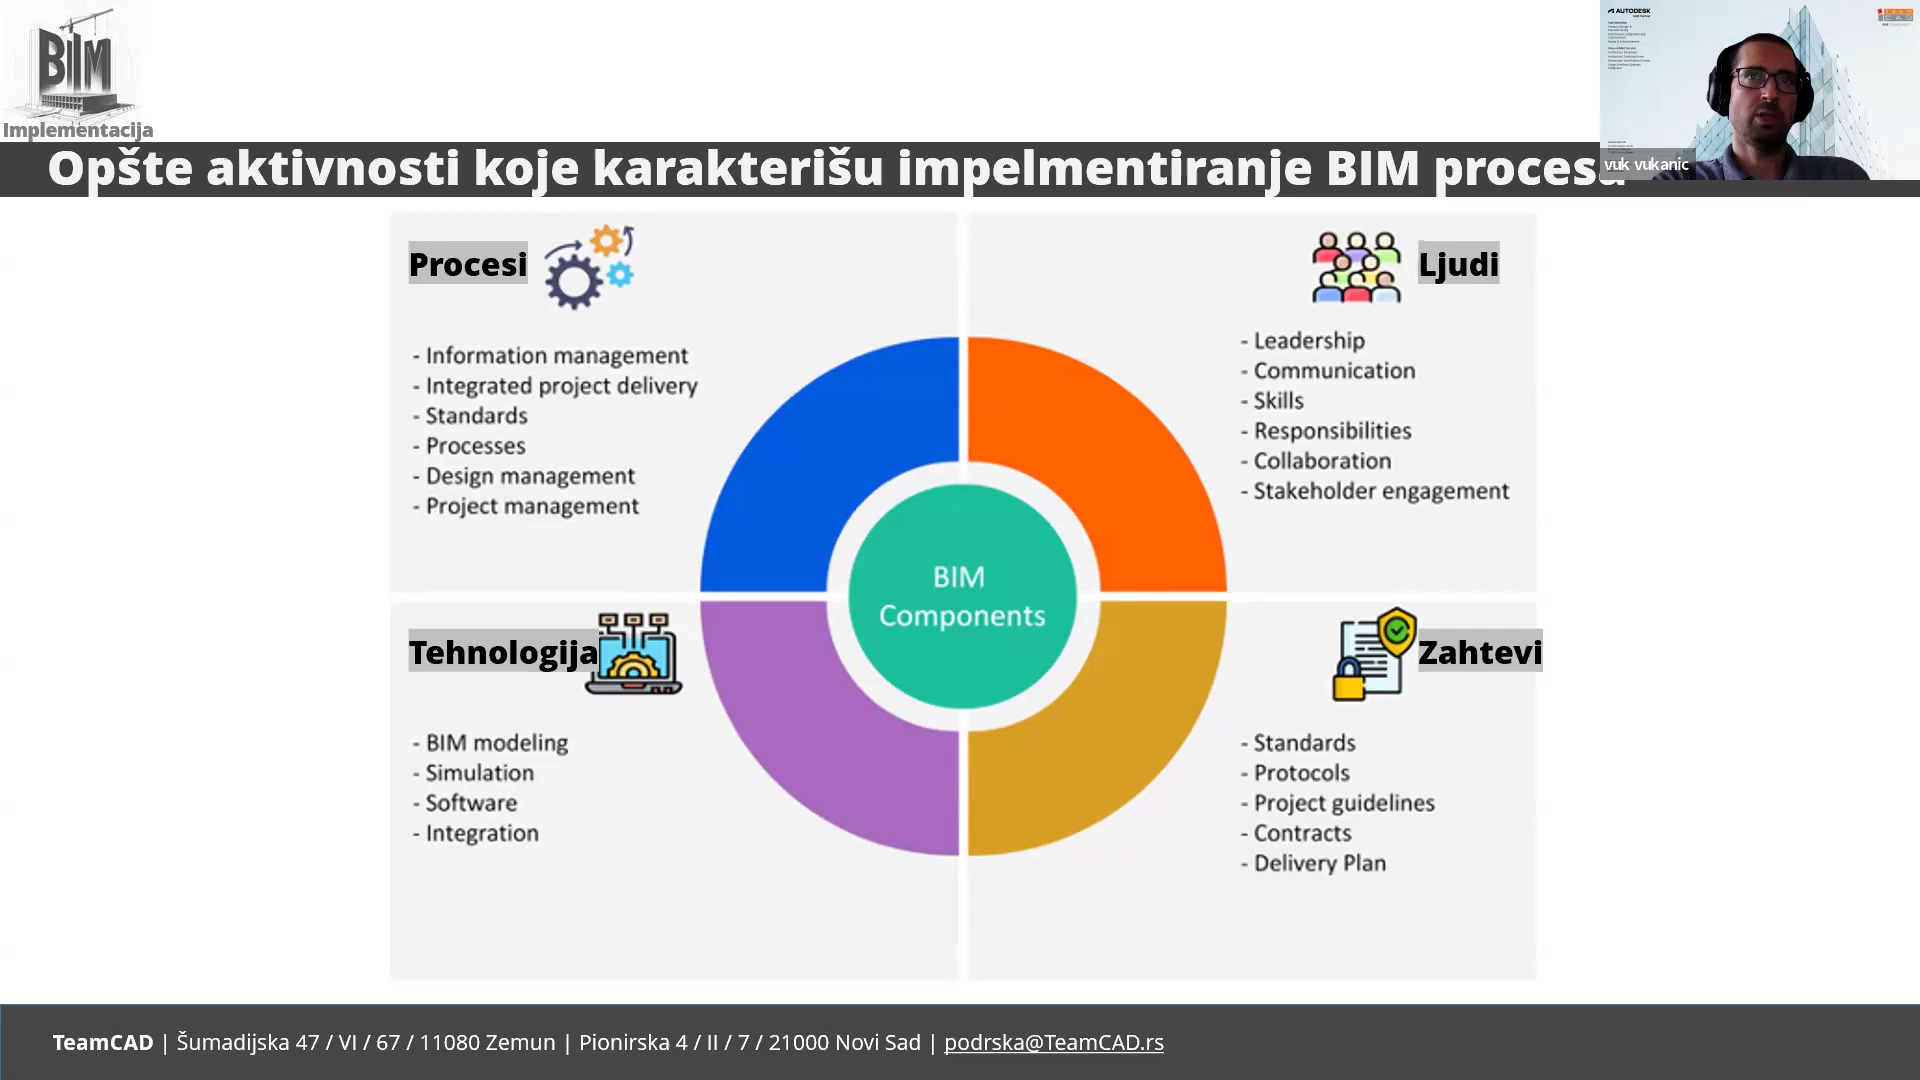 BIM
Implementacija
AUTODESK
Opšte aktivnosti koje karakterišu impelmentiranje BIM procesa
vuk vukanic
Procesi
- Information management
- Integrated project delivery
- Standards
- Processes
- Design management
- Project management
Ljudi
- Leadership
- Communication
- Skills
- Responsibilities
- Collaboration
- Stakeholder engagement
BIM
Components
Tehnologija
- BIM modeling
- Simulation
- Software
- Integration
Zahtevi
- Standards
- Protocols
- Project guidelines
- Contracts
- Delivery Plan
TeamCAD | Šumadijska 47 / VI / 67 / 11080 Zemun | Pionirska 4 / II / 7 / 21000 Novi Sad | podrska@TeamCAD.rs